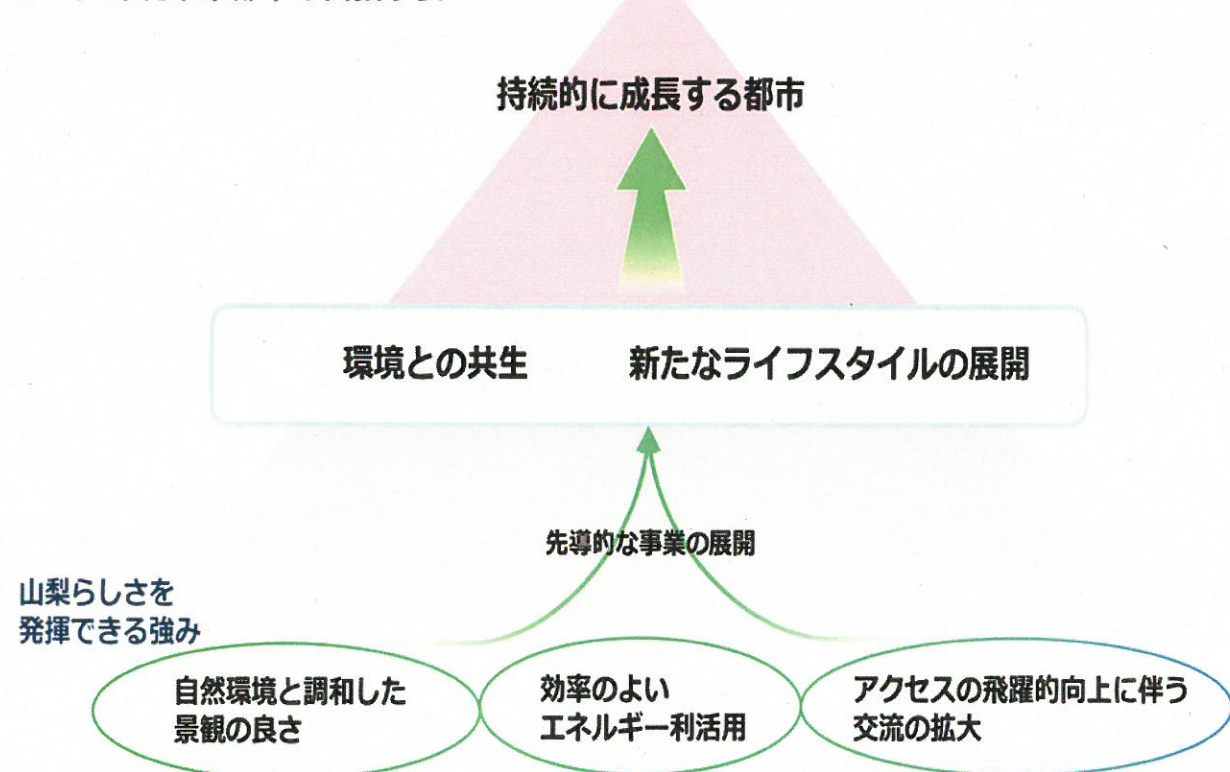 持続的に成長する都市
環境との共生 新たなライフスタイルの展開
先導的な事業の展開
山梨らしさを
発揮できる強み
自然環境と調和した
景観の良さ
効率のよい
エネルギー利活用
アクセスの飛躍的向上に伴う
交流の拡大